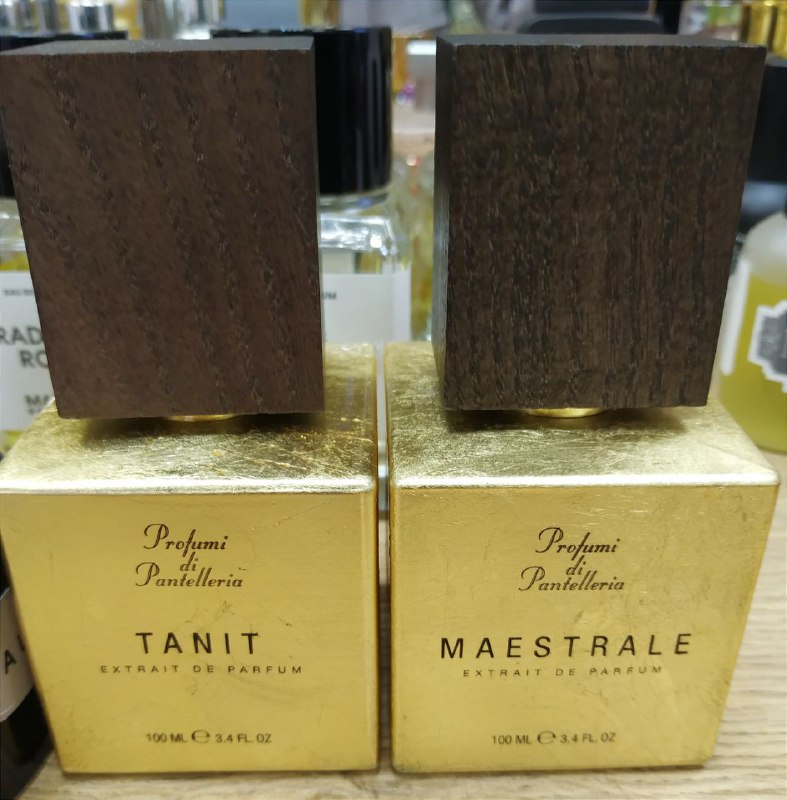 Profumi
di
Pantelleria
TANIT
EXTRAIT DE PARFUM
100 ML ℮ 3.4 FL. OZ
Profumi
di
Pantelleria
MAESTRALE
EXTRAIT DE PARFUM
100 ML ℮ 3.4 FL. OZ